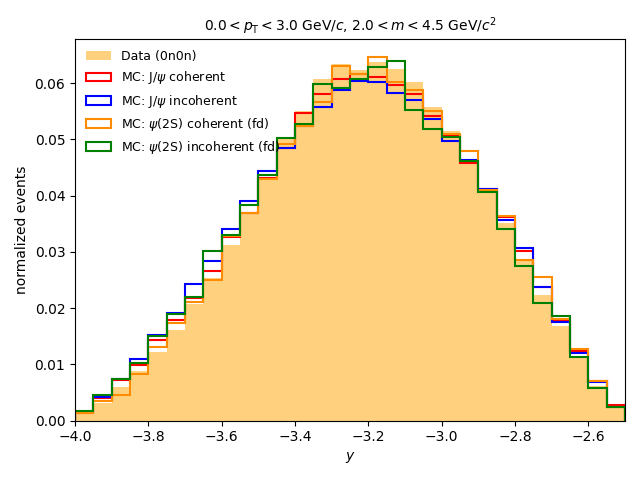 0.0 < p_T < 3.0 GeV/c, 2.0 < m < 4.5 GeV/c²
Data (0n0n)
MC: J/ψ coherent
MC: J/ψ incoherent
MC: ψ(2S) coherent (fd)
MC: ψ(2S) incoherent (fd)
normalized events
0.06
0.05
0.04
0.03
0.02
0.01
0.00
−4.0 −3.8 −3.6 −3.4 −3.2 −3.0 −2.8 −2.6
y